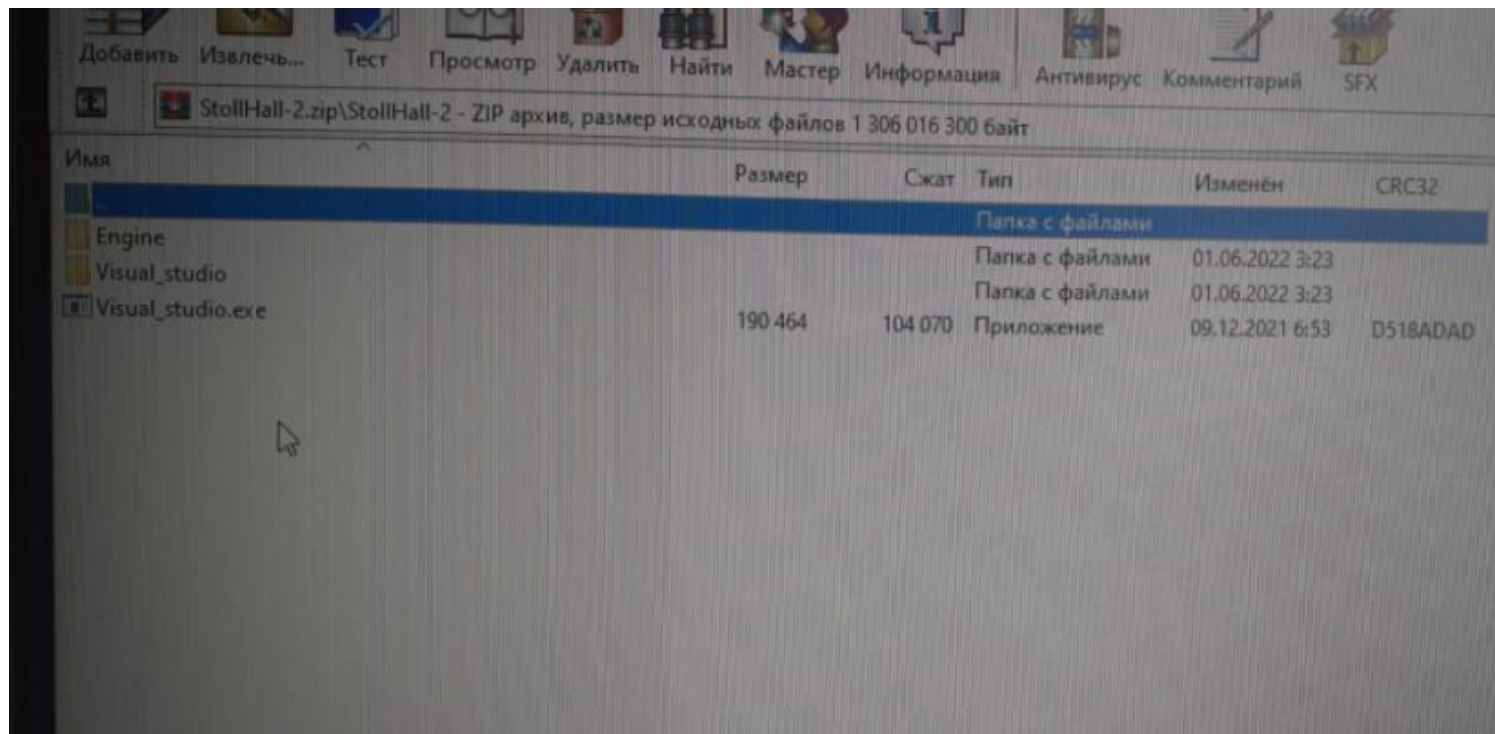 Добавить Извлечь... Тест Просмотр Удалить Найти Мастер Информация Антивирус Комментарий SFX
StollHall-2.zip\StollHall-2 - ZIP архив, размер исходных файлов 1 306 016 300 байт
Имя Размер Сжат Тип Изменён CRC32
.. Папка с файлами
Engine Папка с файлами 01.06.2022 3:23
Visual_studio Папка с файлами 01.06.2022 3:23
Visual_studio.exe 190 464 104 070 Приложение 09.12.2021 6:53 D518ADAD